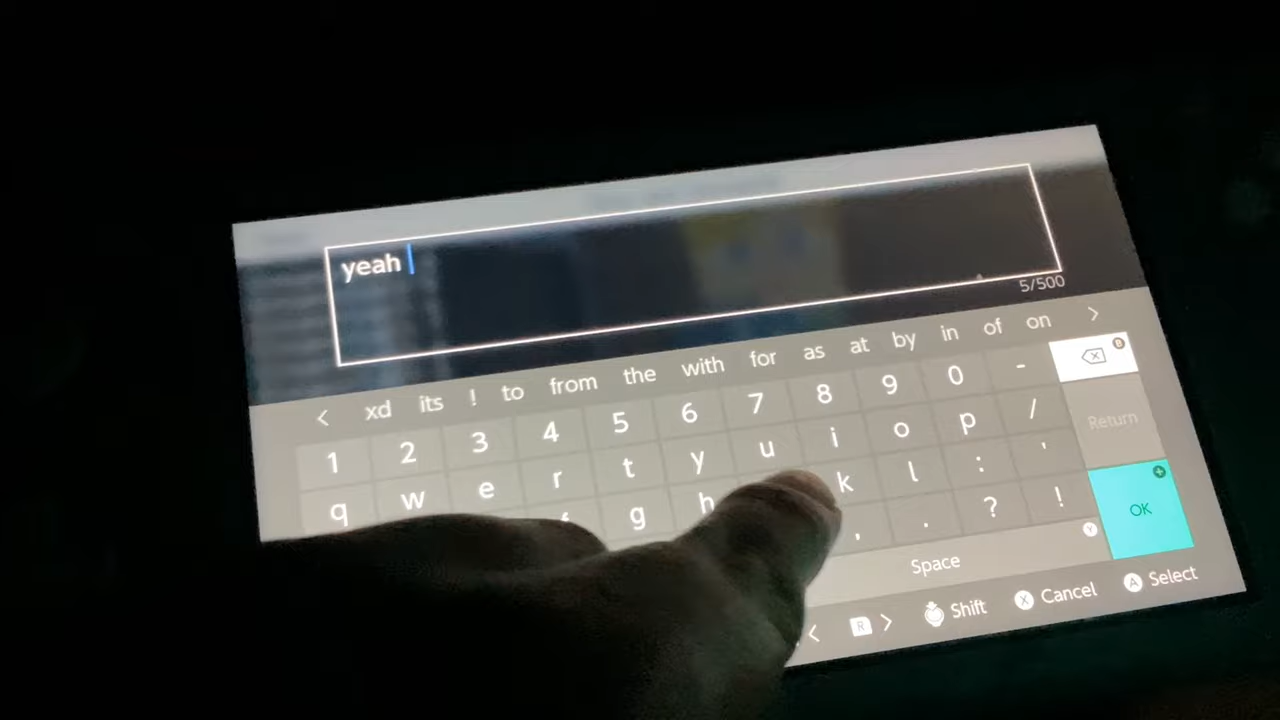 yeah
5/500
< xd its ! to from the with for as at by in of on >
1 2 3 4 5 6 7 8 9 0 - B
q w e r t y u i o p / Return
g h k l : '
, . ? ! + OK
Space Y
< R > Shift X Cancel A Select